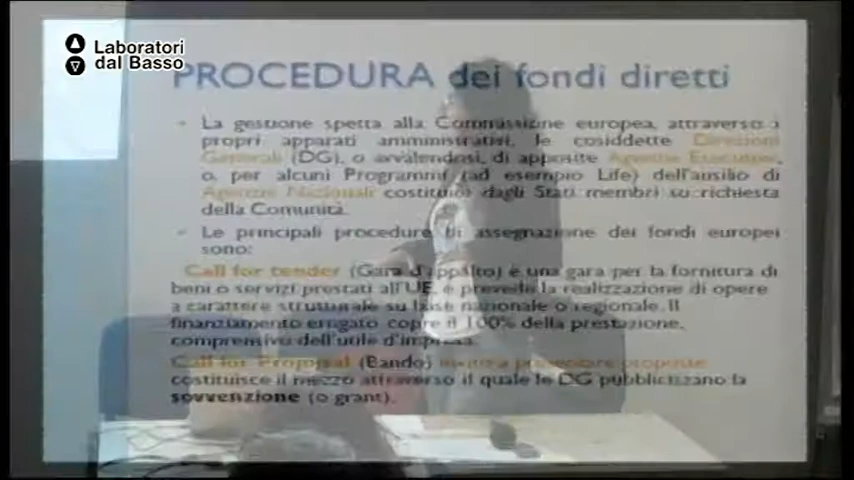 Laboratori
dal Basso
PROCEDURA dei fondi diretti
La gestione spetta alla Commissione europea, attraverso i
propri apparati amministrativi, le cosiddette Direzioni
Generali (DG), o avvalendosi, di apposite Agenzie Esecutive,
o, per alcuni Programmi (ad esempio Life) dell'ausilio di
Agenzie Nazionali costituite dagli Stati membri su richiesta
della Comunità.
Le principali procedure di assegnazione dei fondi europei
sono:
Call for tender (Gara d'appalto) è una gara per la fornitura di
beni o servizi prestati all'UE, e prevede la realizzazione di opere
a carattere strutturale su base nazionale o regionale. Il
finanziamento erogato copre il 100% della prestazione,
comprensivo dell'utile d'impresa.
Call for Proposal (Bando) invito a presentare proposte
costituisce il mezzo attraverso il quale le DG pubblicizzano la
sovvenzione (o grant).